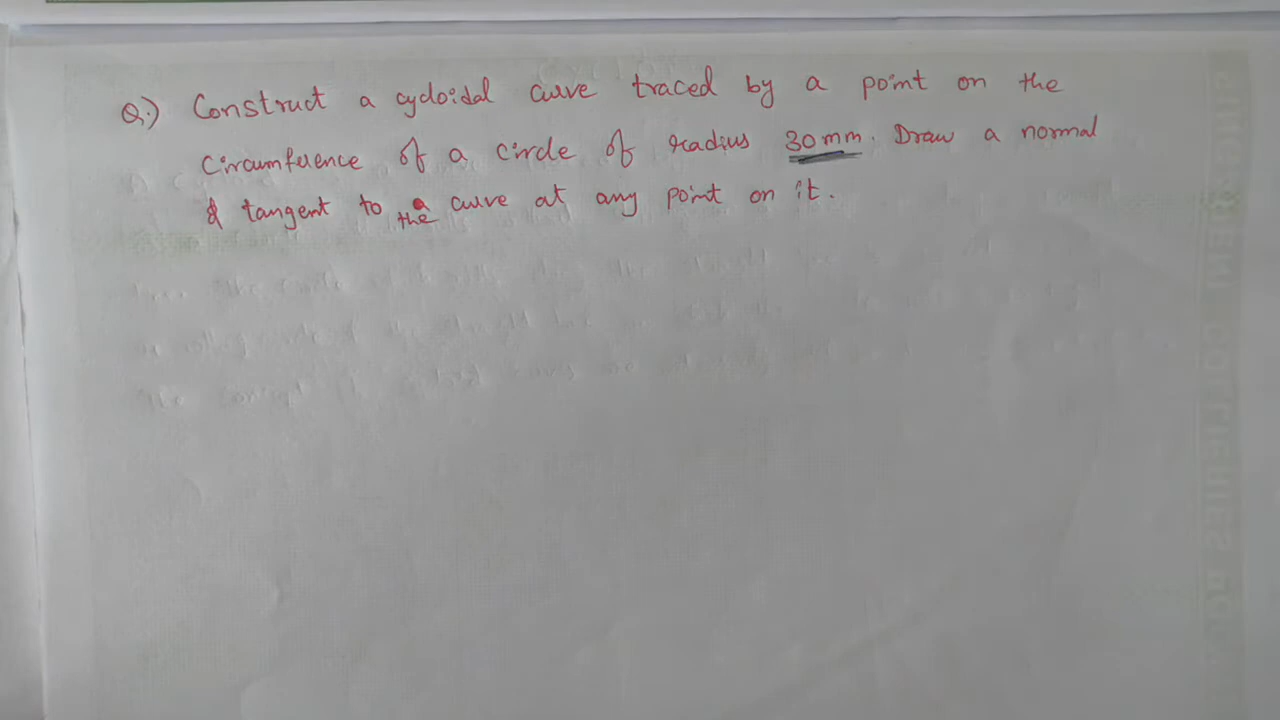 Q.) Construct a cycloidal curve traced by a point on the
circumference of a circle of radius 30mm. Draw a normal
& tangent to the curve at any point on it.